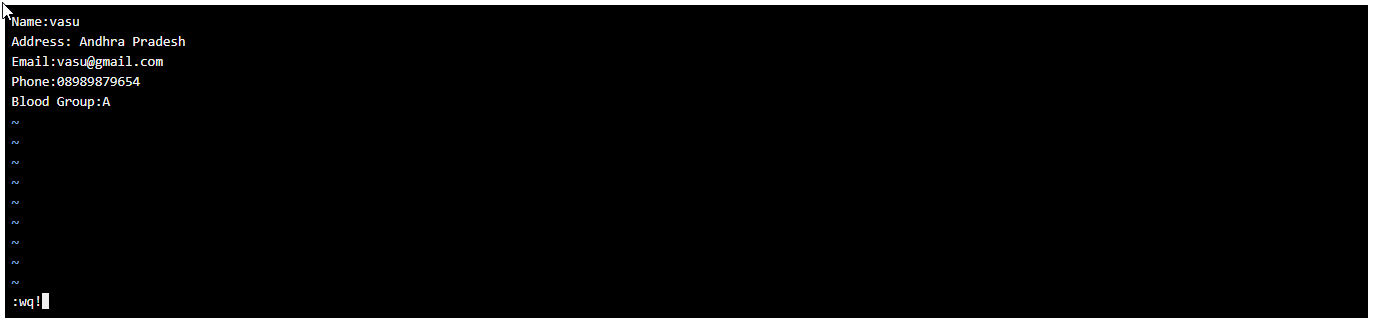 Name:vasu
Address: Andhra Pradesh
Email:vasu@gmail.com
Phone:08989879654
Blood Group:A
~
~
~
~
~
~
~
~
~
:wq!